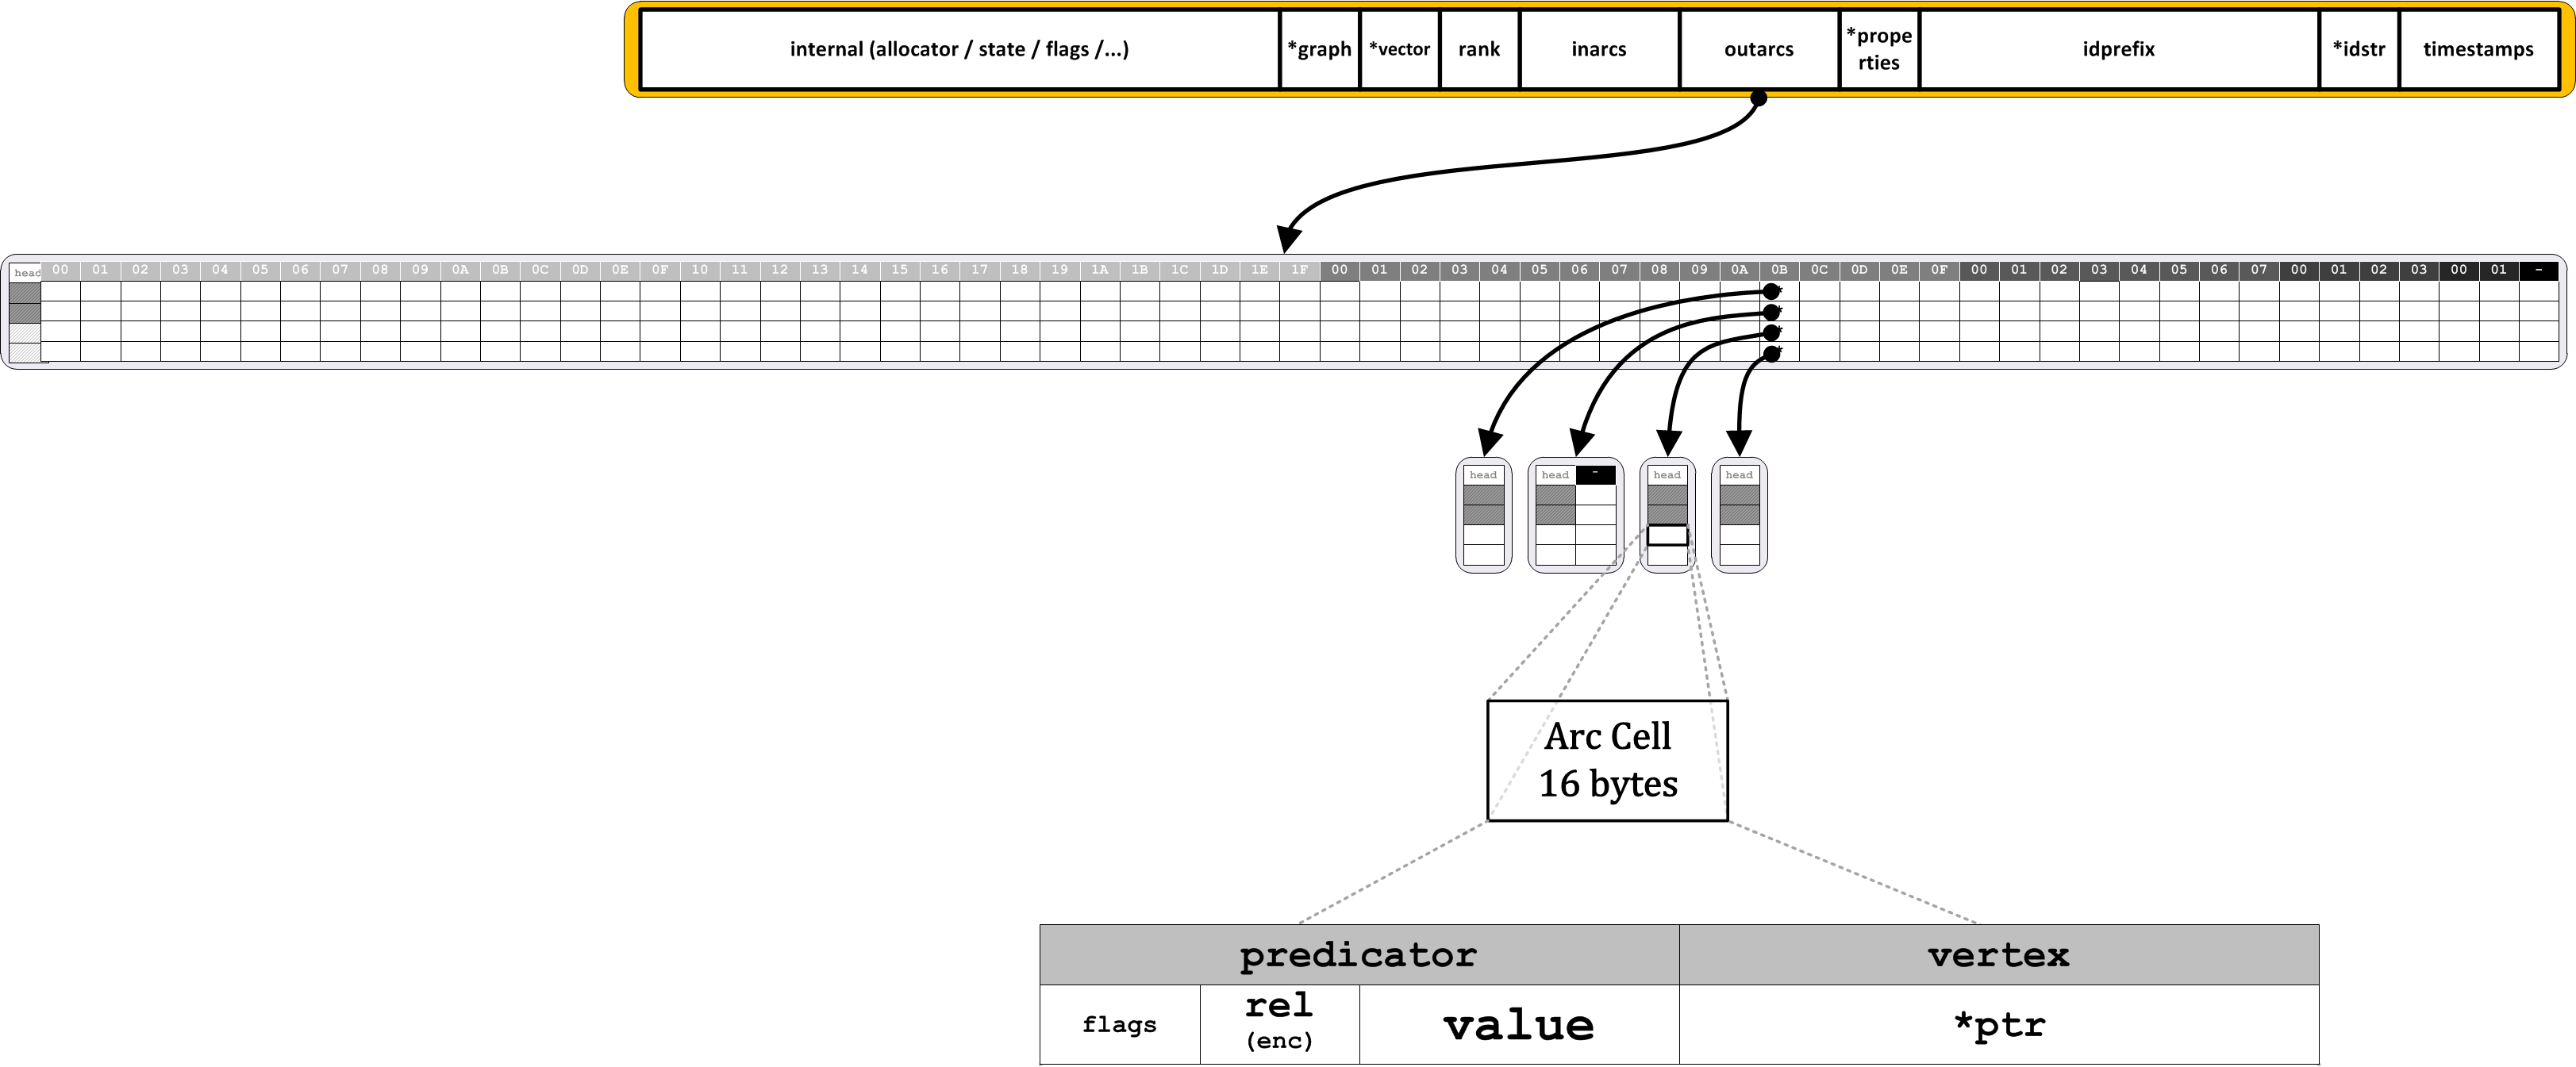 internal (allocator / state / flags /...) *graph *vector rank inarcs outarcs *prope idprefix *idstr timestamps
rties
head 00 01 02 03 04 05 06 07 08 09 0A 0B 0C 0D 0E 0F 10 11 12 13 14 15 16 17 18 19 1A 1B 1C 1D 1E 1F 00 01 02 03 04 05 06 07 08 09 0A 0B 0C 0D 0E 0F 00 01 02 03 04 05 06 07 00 01 02 03 00 01 -
*
*
*
*
head - head head head
Arc Cell
16 bytes
predicator vertex
flags rel value *ptr
(enc)